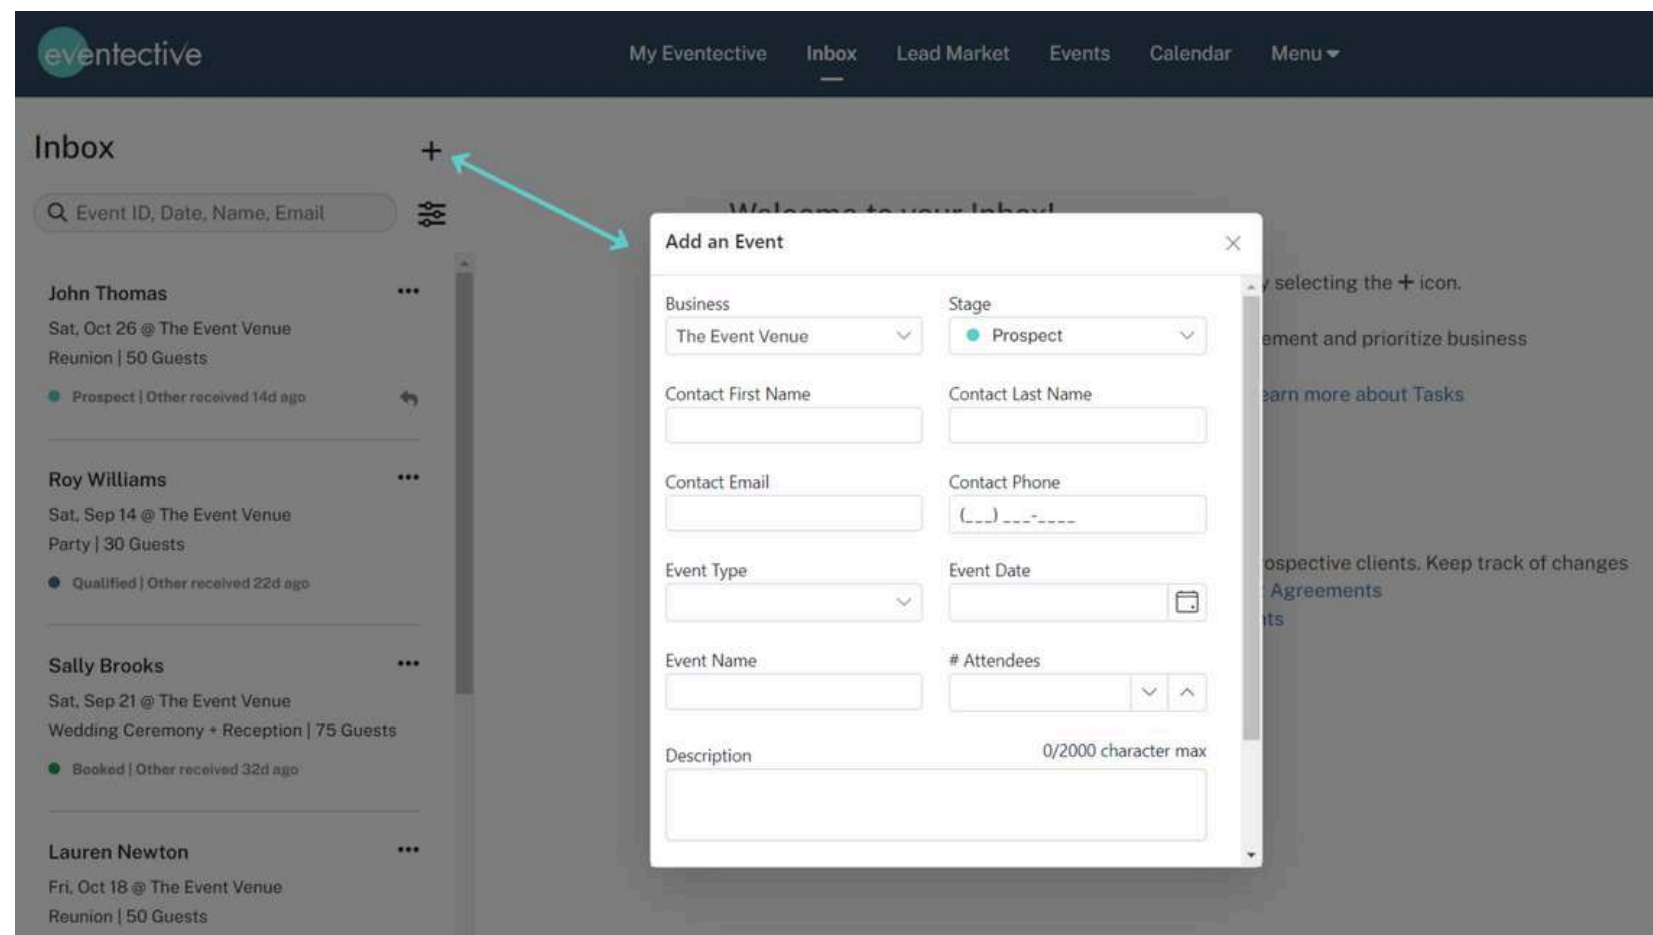 eventective
My Eventective Inbox Lead Market Events Calendar Menu
Inbox
Event ID, Date, Name, Email
John Thomas
Sat, Oct 26 @ The Event Venue
Reunion | 50 Guests
Prospect | Other received 14d ago
Roy Williams
Sat, Sep 14 @ The Event Venue
Party | 30 Guests
Qualified | Other received 22d ago
Sally Brooks
Sat, Sep 21 @ The Event Venue
Wedding Ceremony + Reception | 75 Guests
Booked | Other received 32d ago
Lauren Newton
Fri, Oct 18 @ The Event Venue
Reunion | 50 Guests
Welcome to your Inbox!
selecting the + icon.
ement and prioritize business
earn more about Tasks
ospective clients. Keep track of changes
Agreements
nts
Add an Event
Business Stage
The Event Venue Prospect
Contact First Name Contact Last Name
Contact Email Contact Phone
(___) ___-____
Event Type Event Date
Event Name # Attendees
Description 0/2000 character max